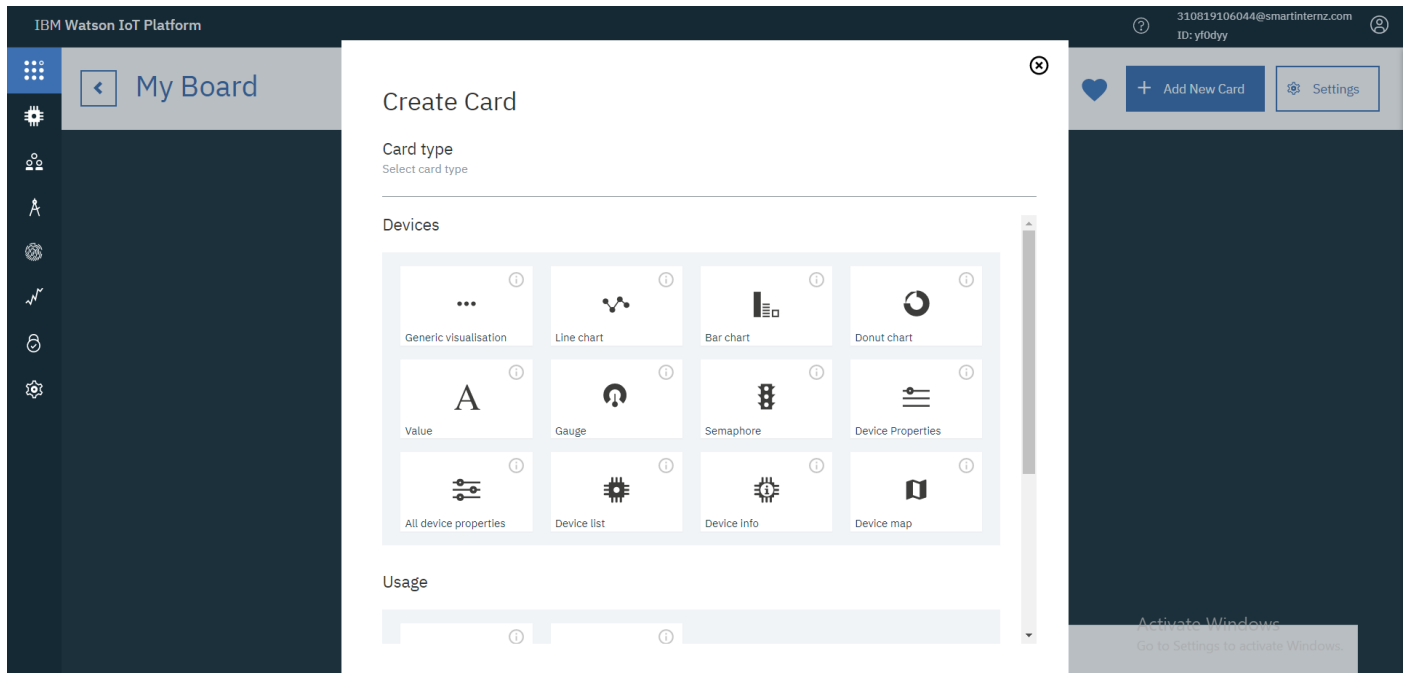 IBM Watson IoT Platform
310819106044@smartinternz.com
ID: yf0dyy
My Board
Add New Card
Settings
Create Card
Card type
Select card type
Devices
Generic visualisation
Line chart
Bar chart
Donut chart
A
Value
Gauge
Semaphore
Device Properties
All device properties
Device list
Device info
Device map
Usage
Activate Windows
Go to Settings to activate Windows.